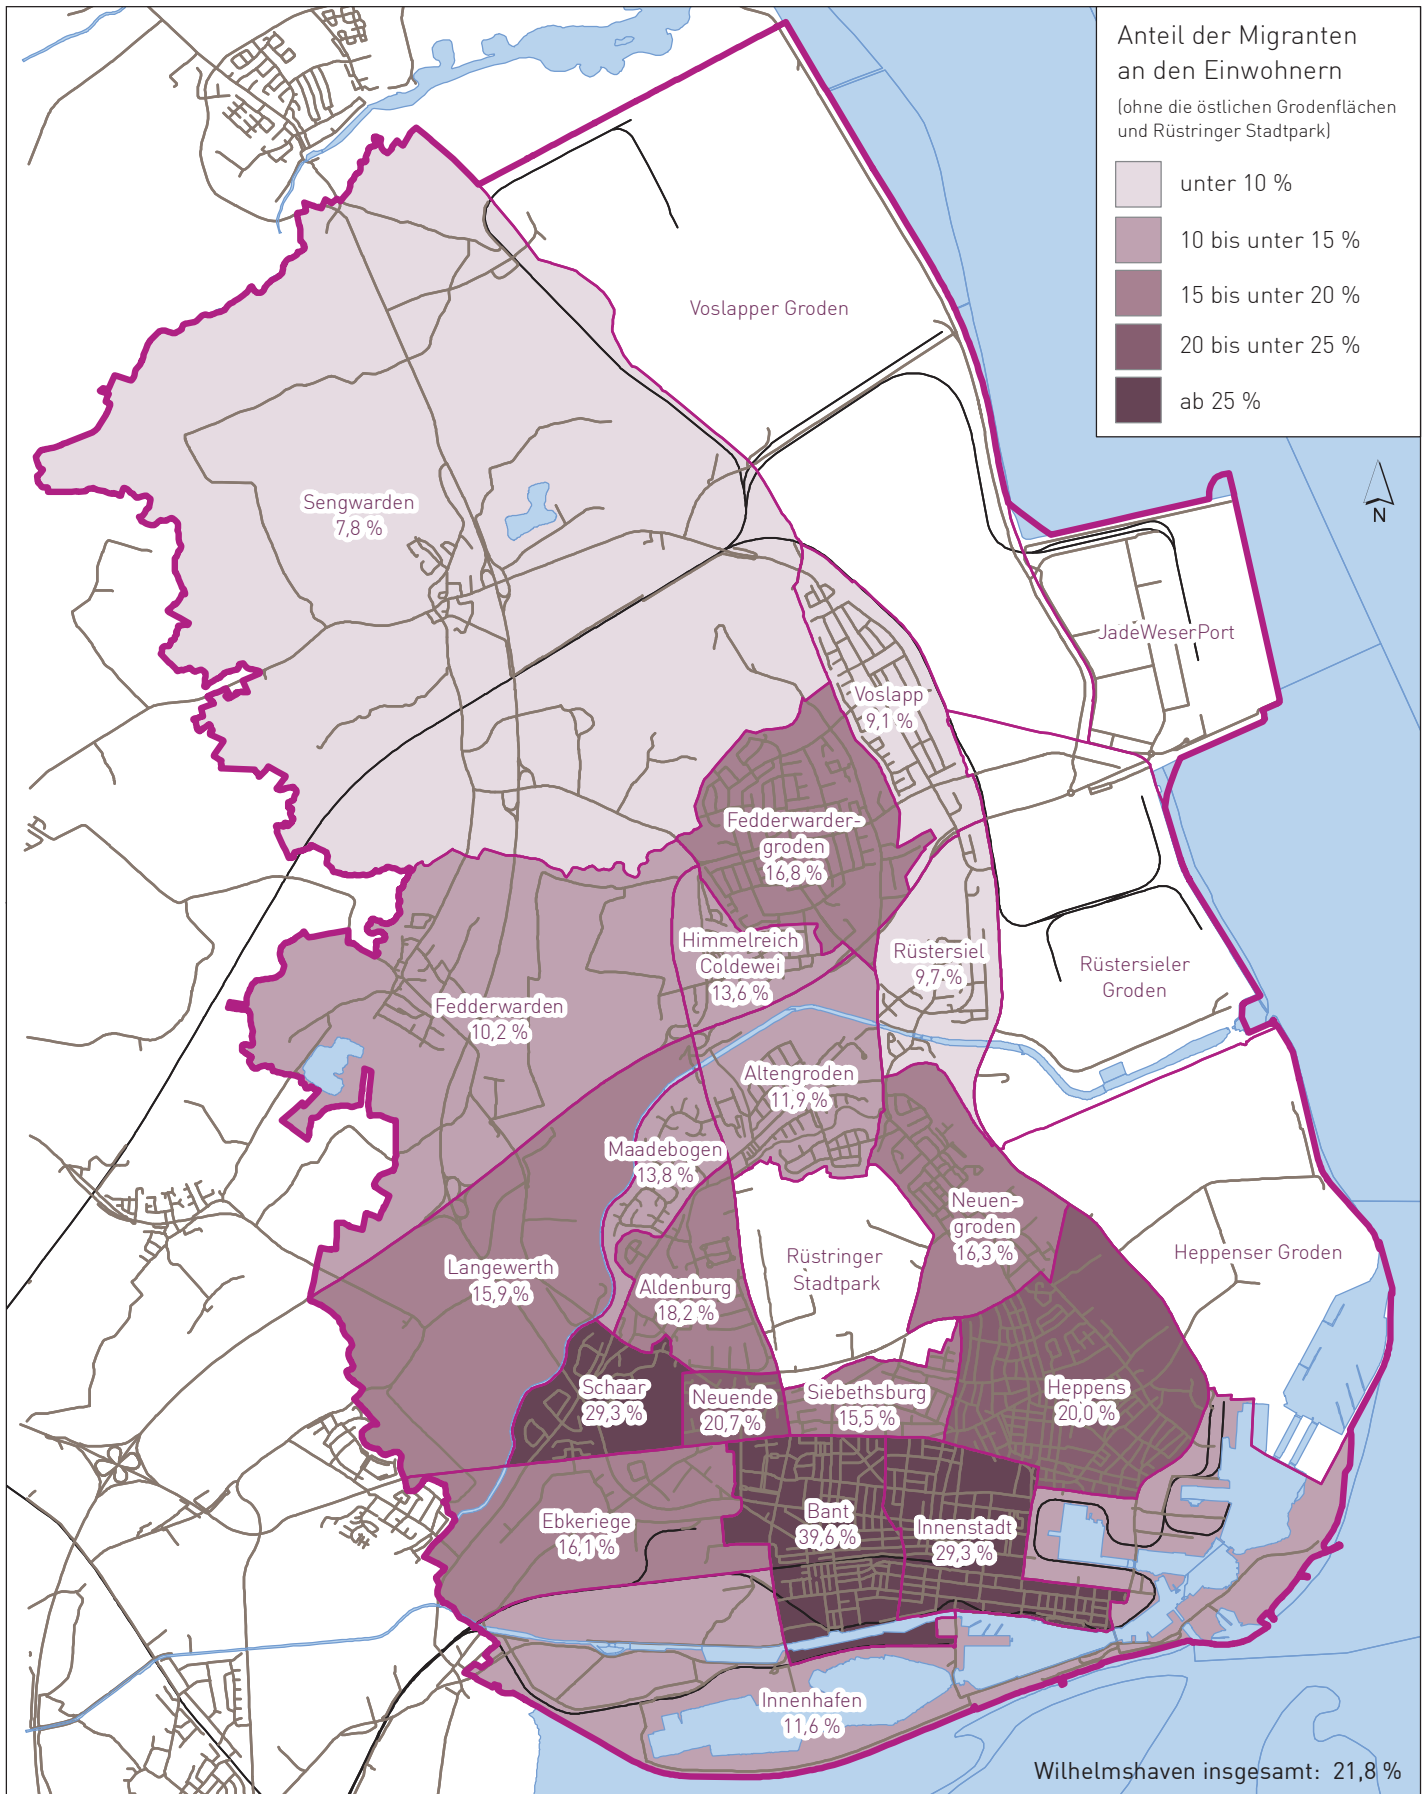 Anteil der Migranten
an den Einwohnern
(ohne die östlichen Grodenflächen
und Rüstringer Stadtpark)
unter 10 %
10 bis unter 15 %
15 bis unter 20 %
20 bis unter 25 %
ab 25 %
N
Voslapper Groden
Sengwarden
7,8 %
JadeWeserPort
Voslapp
9,1 %
Fedderwarder-
groden
16,8 %
Himmelreich
Coldewei
13,6 %
Rüstersiel
9,7 %
Rüstersieler
Groden
Fedderwarden
10,2 %
Altengroden
11,9 %
Maadebogen
13,8 %
Neuen-
groden
16,3 %
Rüstringer
Stadtpark
Heppenser Groden
Langewerth
15,9 %
Aldenburg
18,2 %
Schaar
29,3 %
Neuende
20,7 %
Siebethsburg
15,5 %
Heppens
20,0 %
Ebkeriege
16,1 %
Bant
39,6 %
Innenstadt
29,3 %
Innenhafen
11,6 %
Wilhelmshaven insgesamt: 21,8 %